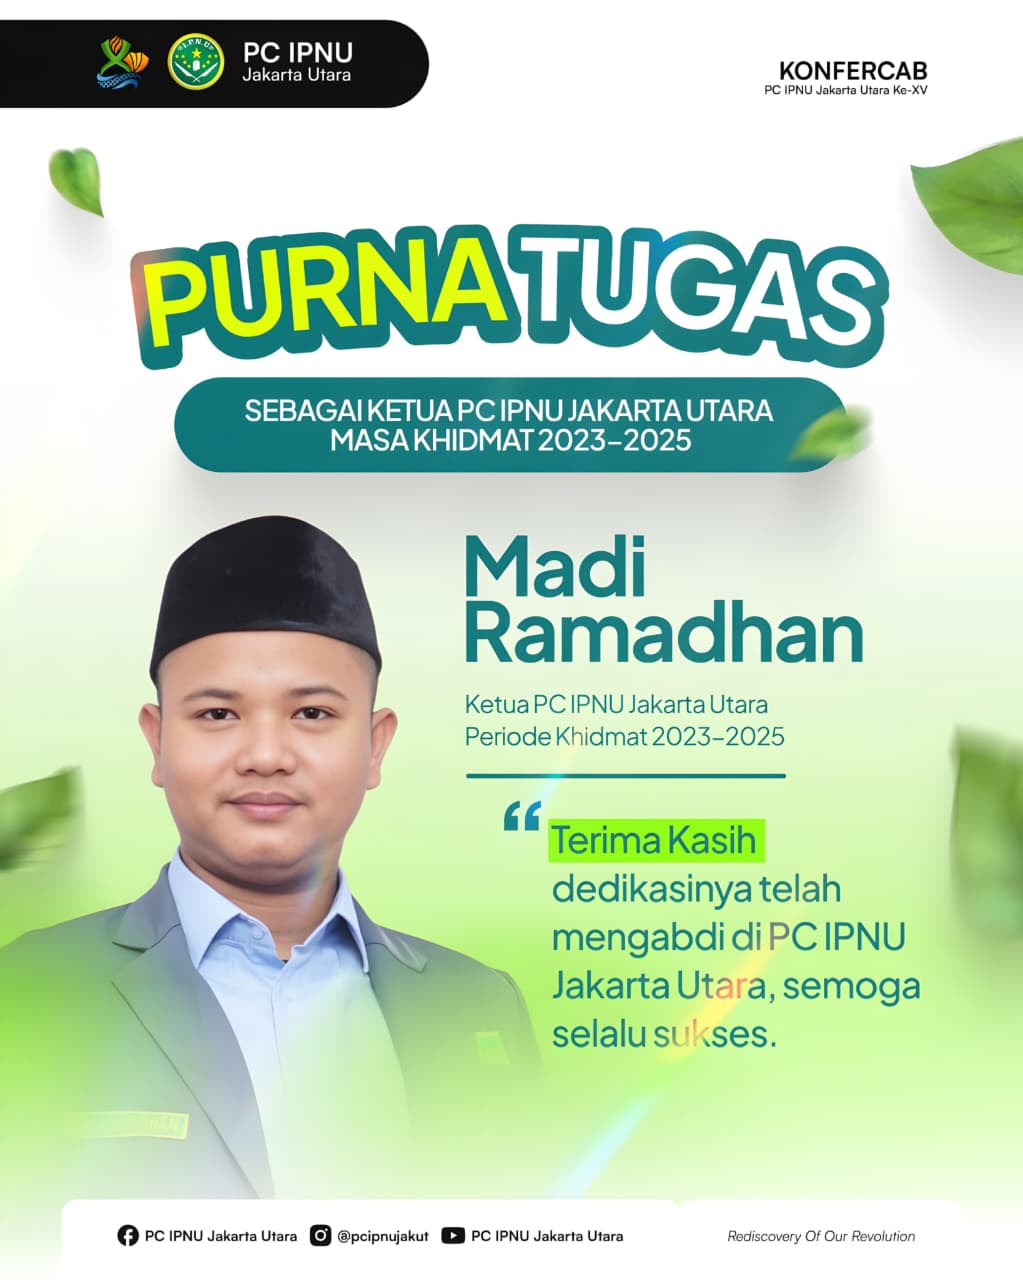 PC IPNU
Jakarta Utara
KONFERCAB
PC IPNU Jakarta Utara Ke-XV
I.P.N.U
PURNA TUGAS
SEBAGAI KETUA PC IPNU JAKARTA UTARA
MASA KHIDMAT 2023–2025
Madi
Ramadhan
Ketua PC IPNU Jakarta Utara
Periode Khidmat 2023–2025
“Terima Kasih
dedikasinya telah
mengabdi di PC IPNU
Jakarta Utara, semoga
selalu sukses.
PC IPNU Jakarta Utara @pcipnujakut PC IPNU Jakarta Utara
Rediscovery Of Our Revolution